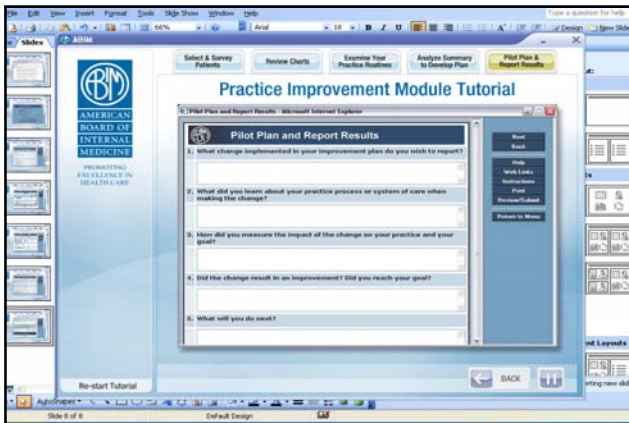 File Edit View Insert Format Tools Slide Show Window Help
Type a question for help
66%
Arial
18
B I U
Design
New Slide
Slides
ABIM
Select & Survey
Patients
Review Charts
Examine Your
Practice Routines
Analyze Summary
to Develop Plan
Pilot Plan &
Report Results
ABIM
AMERICAN
BOARD OF
INTERNAL
MEDICINE
PROMOTING
EXCELLENCE IN
HEALTH CARE
Practice Improvement Module Tutorial
Pilot Plan and Report Results - Microsoft Internet Explorer
Pilot Plan and Report Results
1. What change implemented in your improvement plan do you wish to report?
2. What did you learn about your practice process or system of care when
making the change?
3. How did you measure the impact of the change on your practice and your
goal?
4. Did the change result in an improvement? Did you reach your goal?
5. What will you do next?
Next
Back
Help
Web Links
Instructions
Print
Review/Submit
Return to Menu
BACK
Re-start Tutorial
AutoShapes
Slide 8 of 8
Default Design